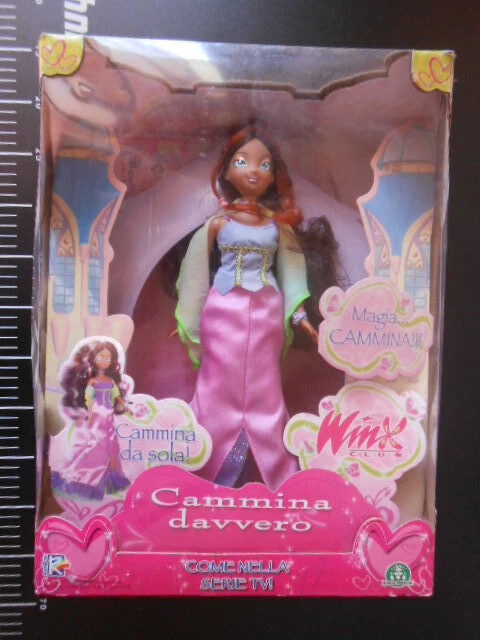 Magia...
CAMMINA!!
Cammina
da sola!
WinX
CLUB
Cammina
davvero
COME NELLA
SERIE TV!